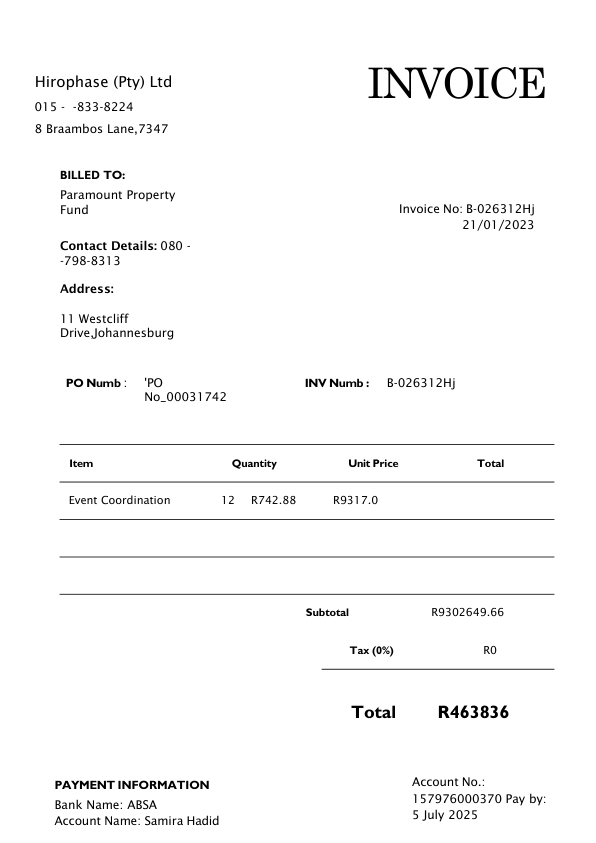 Hirophase (Pty) Ltd
INVOICE
015 -  -833-8224
8 Braambos Lane,7347
BILLED TO:
Paramount Property
Fund
Invoice No: B-026312Hj
21/01/2023
Contact Details: 080 -
-798-8313
Address:
11 Westcliff
Drive,Johannesburg
PO Numb : 'PO
No_00031742
INV Numb : B-026312Hj
Item Quantity Unit Price Total
Event Coordination 12 R742.88 R9317.0
Subtotal R9302649.66
Tax (0%) R0
Total R463836
PAYMENT INFORMATION
Bank Name: ABSA
Account Name: Samira Hadid
Account No.:
157976000370 Pay by:
5 July 2025